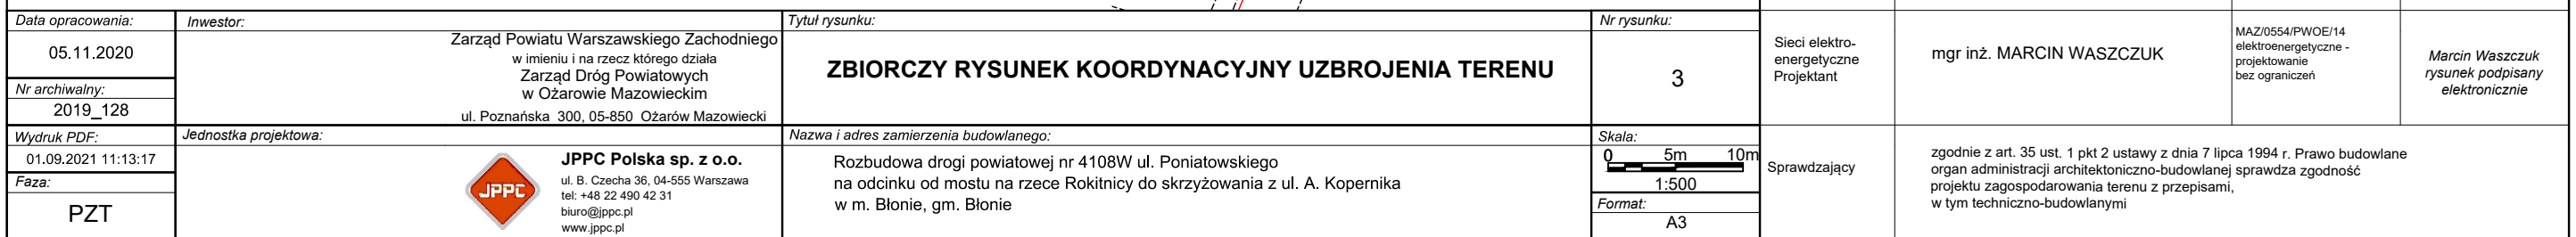 Data opracowania:
05.11.2020
Nr archiwalny:
2019_128
Wydruk PDF:
01.09.2021 11:13:17
Faza:
PZT
Inwestor:
Zarząd Powiatu Warszawskiego Zachodniego
w imieniu i na rzecz którego działa
Zarząd Dróg Powiatowych
w Ożarowie Mazowieckim
ul. Poznańska 300, 05-850 Ożarów Mazowiecki
Jednostka projektowa:
JPPC
JPPC Polska sp. z o.o.
ul. B. Czecha 36, 04-555 Warszawa
tel: +48 22 490 42 31
biuro@jppc.pl
www.jppc.pl
Tytuł rysunku:
ZBIORCZY RYSUNEK KOORDYNACYJNY UZBROJENIA TERENU
Nazwa i adres zamierzenia budowlanego:
Rozbudowa drogi powiatowej nr 4108W ul. Poniatowskiego
na odcinku od mostu na rzece Rokitnicy do skrzyżowania z ul. A. Kopernika
w m. Błonie, gm. Błonie
Nr rysunku:
3
Skala:
0 5m 10m
1:500
Format:
A3
Sieci elektro-
energetyczne
Projektant
mgr inż. MARCIN WASZCZUK
MAZ/0554/PWOE/14
elektroenergetyczne -
projektowanie
bez ograniczeń
Marcin Waszczuk
rysunek podpisany
elektronicznie
Sprawdzający
zgodnie z art. 35 ust. 1 pkt 2 ustawy z dnia 7 lipca 1994 r. Prawo budowlane
organ administracji architektoniczno-budowlanej sprawdza zgodność
projektu zagospodarowania terenu z przepisami,
w tym techniczno-budowlanymi